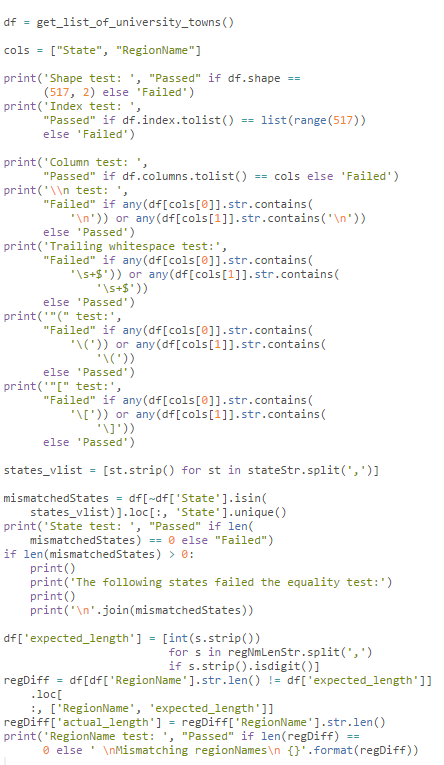 df = get_list_of_university_towns()

cols = ["State", "RegionName"]

print('Shape test: ', "Passed" if df.shape ==
      (517, 2) else 'Failed')
print('Index test: ',
      "Passed" if df.index.tolist() == list(range(517))
      else 'Failed')

print('Column test: ',
      "Passed" if df.columns.tolist() == cols else 'Failed')
print('\\n test: ',
      "Failed" if any(df[cols[0]].str.contains(
          '\n')) or any(df[cols[1]].str.contains('\n'))
      else 'Passed')
print('Trailing whitespace test:',
      "Failed" if any(df[cols[0]].str.contains(
          '\s+$')) or any(df[cols[1]].str.contains(
              '\s+$'))
      else 'Passed')
print('"(" test:',
      "Failed" if any(df[cols[0]].str.contains(
          '\(')) or any(df[cols[1]].str.contains(
              '\('))
      else 'Passed')
print('"[" test:',
      "Failed" if any(df[cols[0]].str.contains(
          '\[')) or any(df[cols[1]].str.contains(
              '\]'))
      else 'Passed')

states_vlist = [st.strip() for st in stateStr.split(',')]

mismatchedStates = df[~df['State'].isin(
    states_vlist)].loc[:, 'State'].unique()
print('State test: ', "Passed" if len(
    mismatchedStates) == 0 else "Failed")
if len(mismatchedStates) > 0:
    print()
    print('The following states failed the equality test:')
    print()
    print('\n'.join(mismatchedStates))

df['expected_length'] = [int(s.strip())
                         for s in regNmLenStr.split(',')
                         if s.strip().isdigit()]
regDiff = df[df['RegionName'].str.len() != df['expected_length']]
    .loc[
    :, ['RegionName', 'expected_length']]
regDiff['actual_length'] = regDiff['RegionName'].str.len()
print('RegionName test: ', "Passed" if len(regDiff) ==
      0 else ' \nMismatching regionNames\n {}'.format(regDiff))